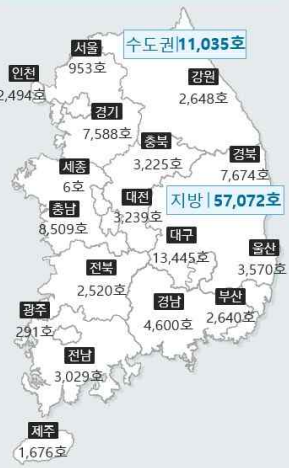 서울
953호
수도권|11,035호
인천
2,494호
강원
2,648호
경기
7,588호
충북
3,225호
경북
7,674호
세종
6호
대전
3,239호
지방|57,072호
충남
8,509호
대구
13,445호
울산
3,570호
전북
2,520호
경남
4,600호
부산
2,640호
광주
291호
전남
3,029호
제주
1,676호